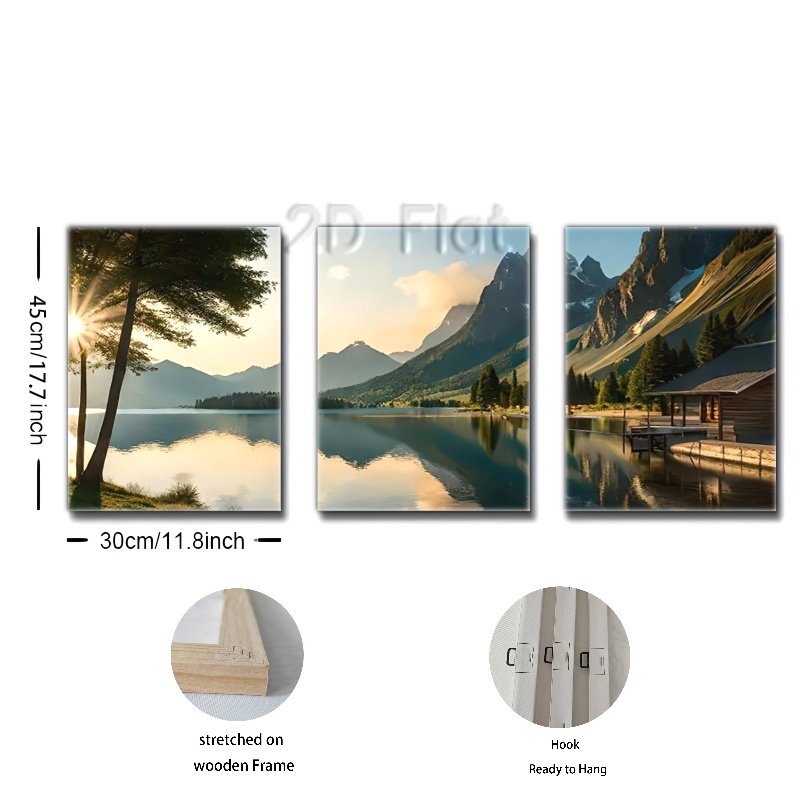 2D Flat
45cm/17.7inch
30cm/11.8inch
stretched on
wooden Frame
Hook
Ready to Hang